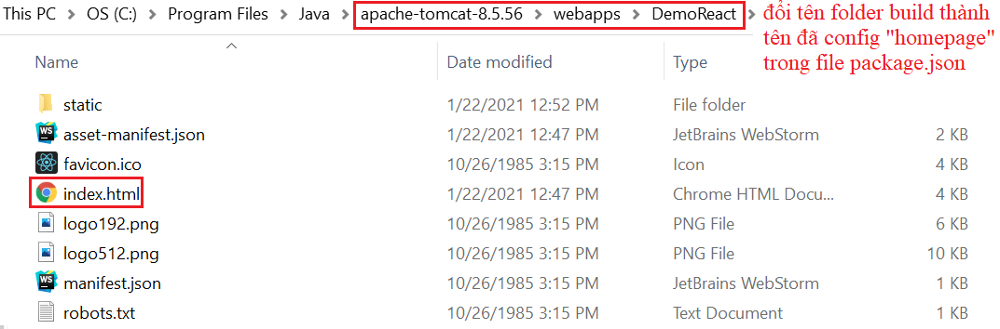 This PC > OS (C:) > Program Files > Java > apache-tomcat-8.5.56 > webapps > DemoReact >
đổi tên folder build thành
tên đã config "homepage"
trong file package.json
Name Date modified Type
static 1/22/2021 12:52 PM File folder
asset-manifest.json 1/22/2021 12:47 PM JetBrains WebStorm 2 KB
favicon.ico 10/26/1985 3:15 PM Icon 4 KB
index.html 1/22/2021 12:47 PM Chrome HTML Docu... 4 KB
logo192.png 10/26/1985 3:15 PM PNG File 6 KB
logo512.png 10/26/1985 3:15 PM PNG File 10 KB
manifest.json 10/26/1985 3:15 PM JetBrains WebStorm 1 KB
robots.txt 10/26/1985 3:15 PM Text Document 1 KB